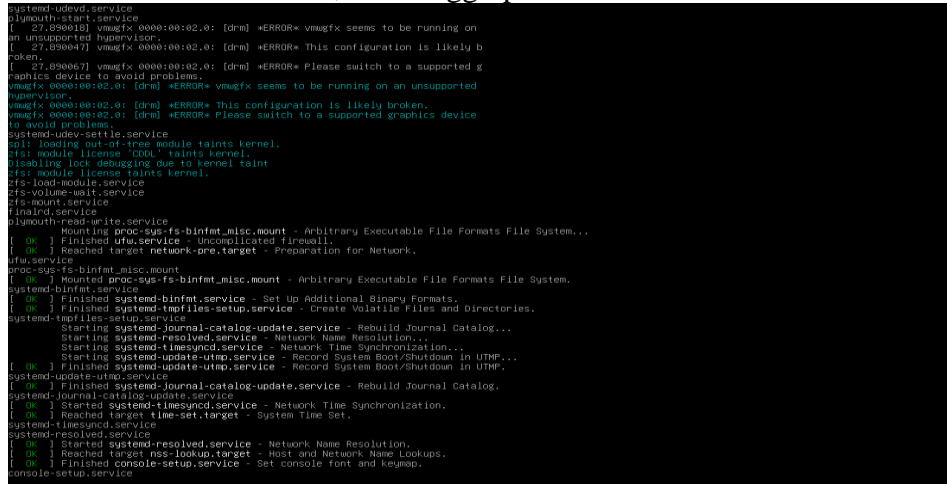 systemd-udevd.service
plymouth-start.service
[   27.890018] vmwgfx 0000:00:02.0: [drm] *ERROR* vmwgfx seems to be running on
an unsupported hypervisor.
[   27.890047] vmwgfx 0000:00:02.0: [drm] *ERROR* This configuration is likely b
roken.
[   27.890067] vmwgfx 0000:00:02.0: [drm] *ERROR* Please switch to a supported g
raphics device to avoid problems.
vmwgfx 0000:00:02.0: [drm] *ERROR* vmwgfx seems to be running on an unsupported
hypervisor.
vmwgfx 0000:00:02.0: [drm] *ERROR* This configuration is likely broken.
vmwgfx 0000:00:02.0: [drm] *ERROR* Please switch to a supported graphics device
to avoid problems.
systemd-udev-settle.service
spl: loading out-of-tree module taints kernel.
zfs: module license 'CDDL' taints kernel.
Disabling lock debugging due to kernel taint
zfs: module license taints kernel.
zfs-load-module.service
zfs-volume-wait.service
zfs-mount.service
finalrd.service
plymouth-read-write.service
         Mounting proc-sys-fs-binfmt_misc.mount - Arbitrary Executable File Formats File System...
[  OK  ] Finished ufw.service - Uncomplicated firewall.
[  OK  ] Reached target network-pre.target - Preparation for Network.
ufw.service
proc-sys-fs-binfmt_misc.mount
[  OK  ] Mounted proc-sys-fs-binfmt_misc.mount - Arbitrary Executable File Formats File System.
systemd-binfmt.service
[  OK  ] Finished systemd-binfmt.service - Set Up Additional Binary Formats.
[  OK  ] Finished systemd-tmpfiles-setup.service - Create Volatile Files and Directories.
systemd-tmpfiles-setup.service
         Starting systemd-journal-catalog-update.service - Rebuild Journal Catalog...
         Starting systemd-resolved.service - Network Name Resolution...
         Starting systemd-timesyncd.service - Network Time Synchronization...
         Starting systemd-update-utmp.service - Record System Boot/Shutdown in UTMP...
[  OK  ] Finished systemd-update-utmp.service - Record System Boot/Shutdown in UTMP.
systemd-update-utmp.service
[  OK  ] Finished systemd-journal-catalog-update.service - Rebuild Journal Catalog.
systemd-journal-catalog-update.service
[  OK  ] Started systemd-timesyncd.service - Network Time Synchronization.
[  OK  ] Reached target time-set.target - System Time Set.
systemd-timesyncd.service
systemd-resolved.service
[  OK  ] Started systemd-resolved.service - Network Name Resolution.
[  OK  ] Reached target nss-lookup.target - Host and Network Name Lookups.
[  OK  ] Finished console-setup.service - Set console font and keymap.
console-setup.service